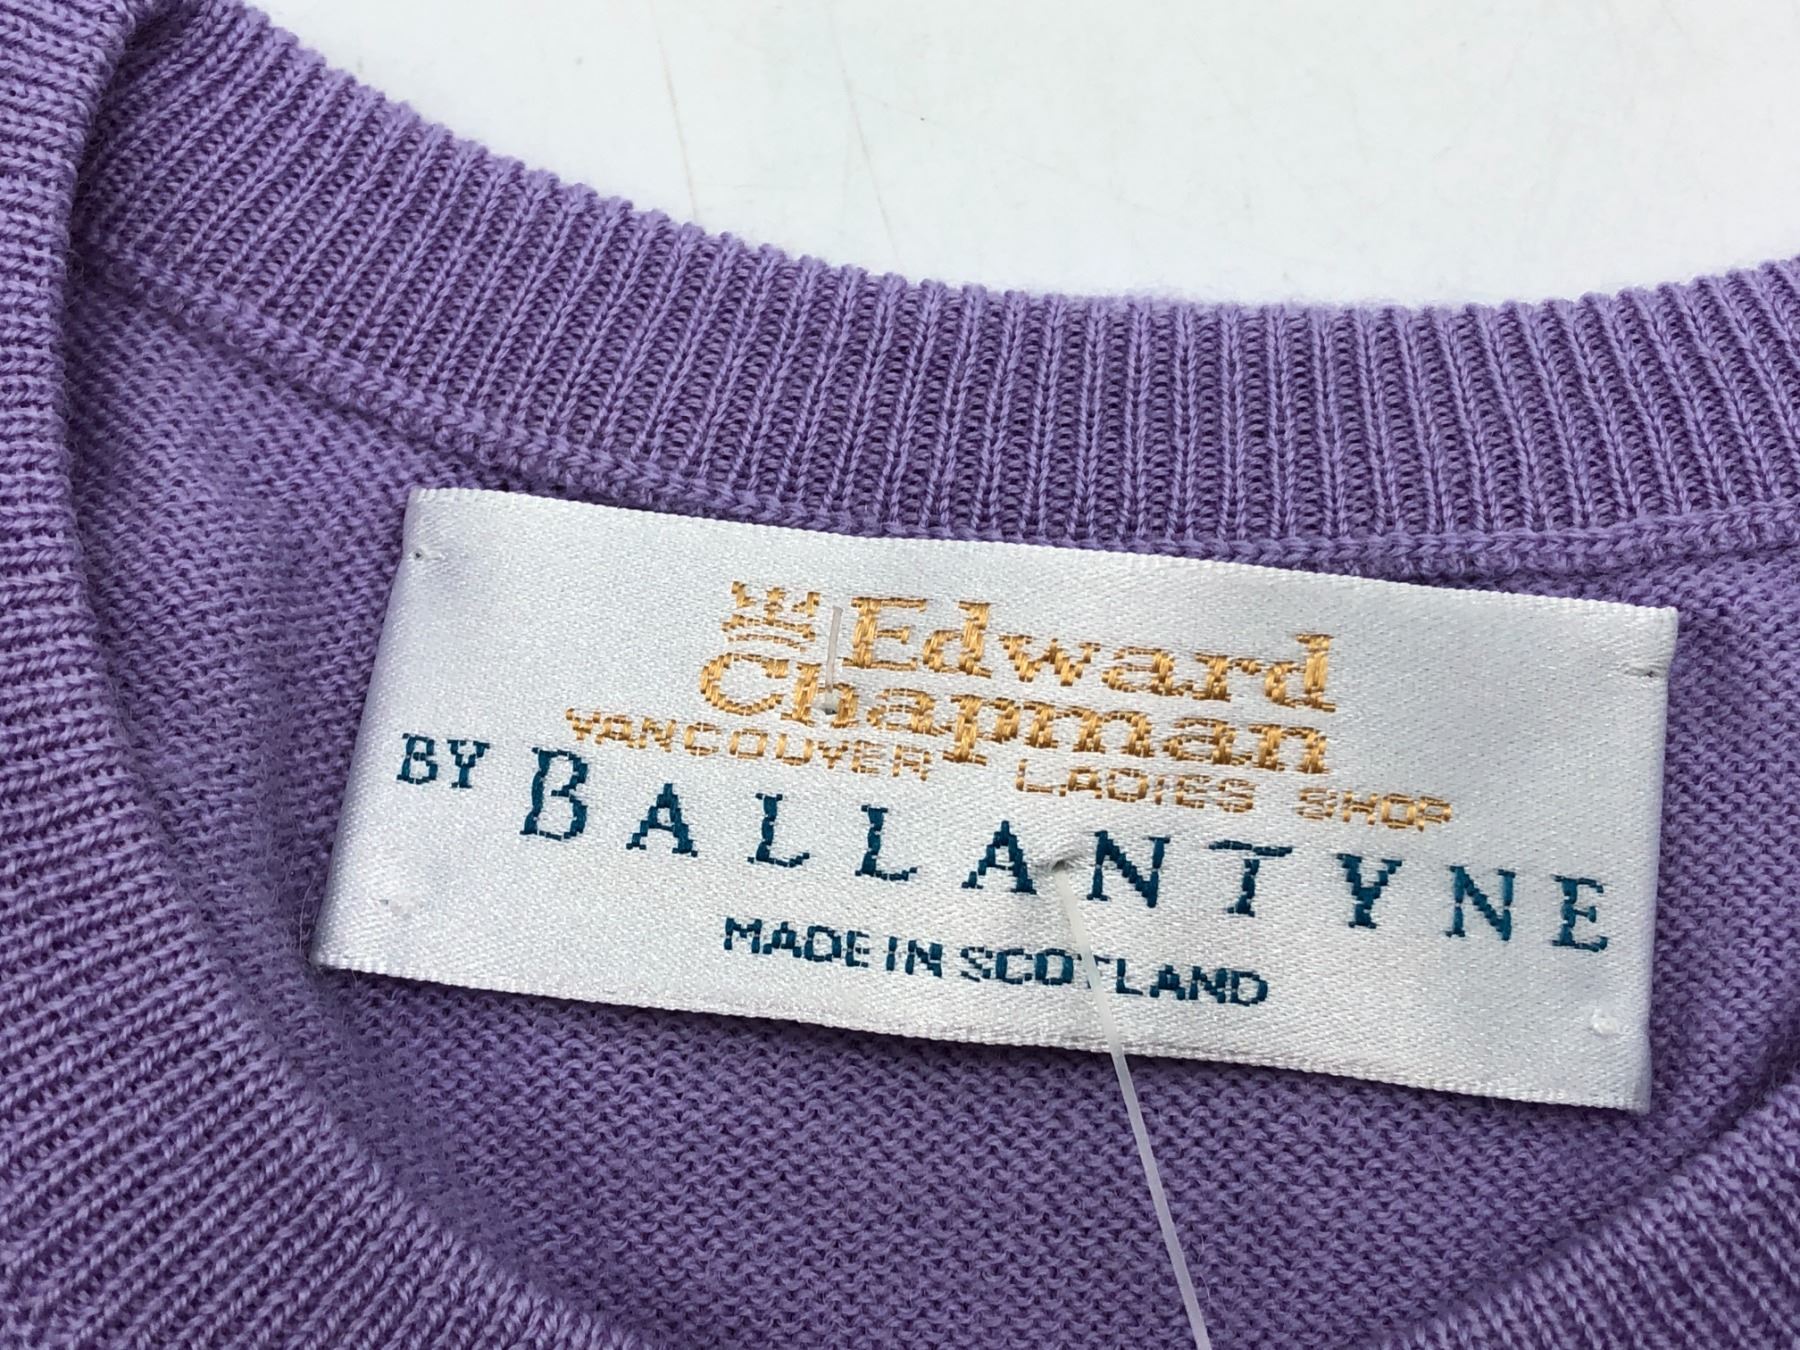 Edward
Chapman
VANCOUVER LADIES SHOP
BY BALLANTYNE
MADE IN SCOTLAND